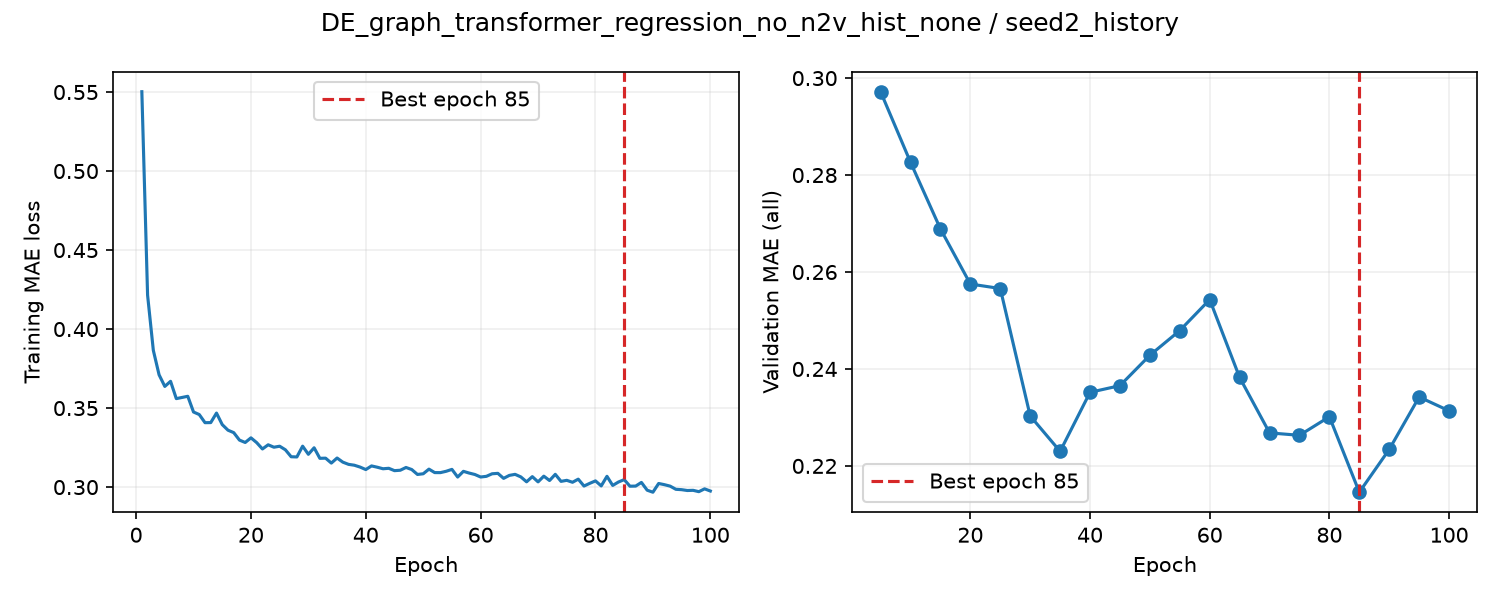 DE_graph_transformer_regression_no_n2v_hist_none / seed2_history
Training MAE loss
0.55
0.50
0.45
0.40
0.35
0.30
Best epoch 85
0 20 40 60 80 100
Epoch
Validation MAE (all)
0.30
0.28
0.26
0.24
0.22
Best epoch 85
20 40 60 80 100
Epoch